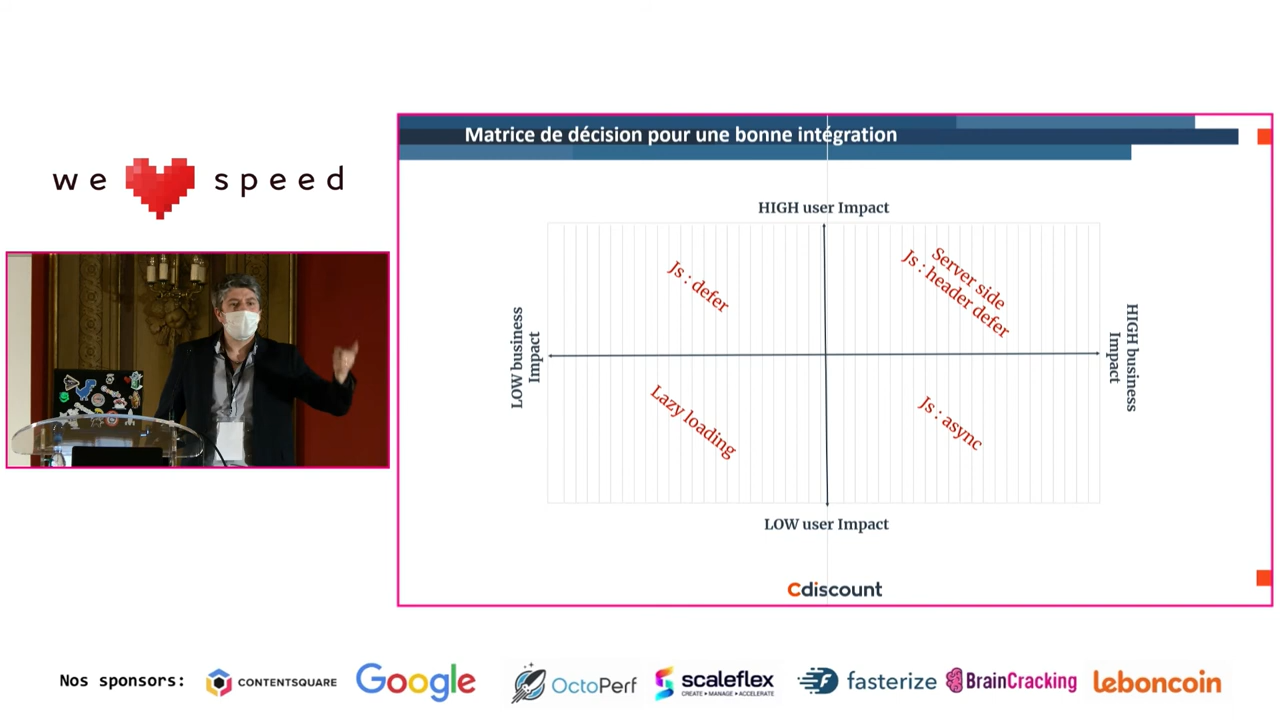 we speed
Matrice de décision pour une bonne intégration
HIGH user Impact
Js : defer
Server side
Js : header defer
LOW business
Impact
HIGH business
Impact
Lazy loading
Js : async
LOW user Impact
Cdiscount
Nos sponsors:
CONTENTSQUARE
Google
OctoPerf
scaleflex
CREATE • MANAGE • ACCELERATE
fasterize
BrainCracking
leboncoin